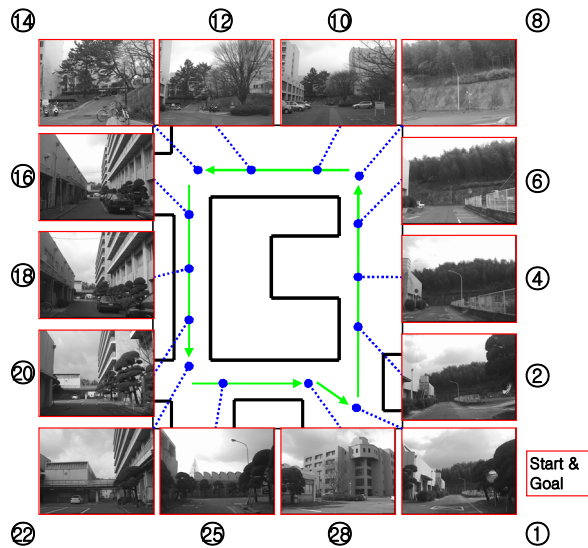 ⑭ ⑫ ⑩ ⑧
⑯ ⑥
⑱ ④
⑳ ②
Start &
Goal
㉒ ㉕ ㉘ ①